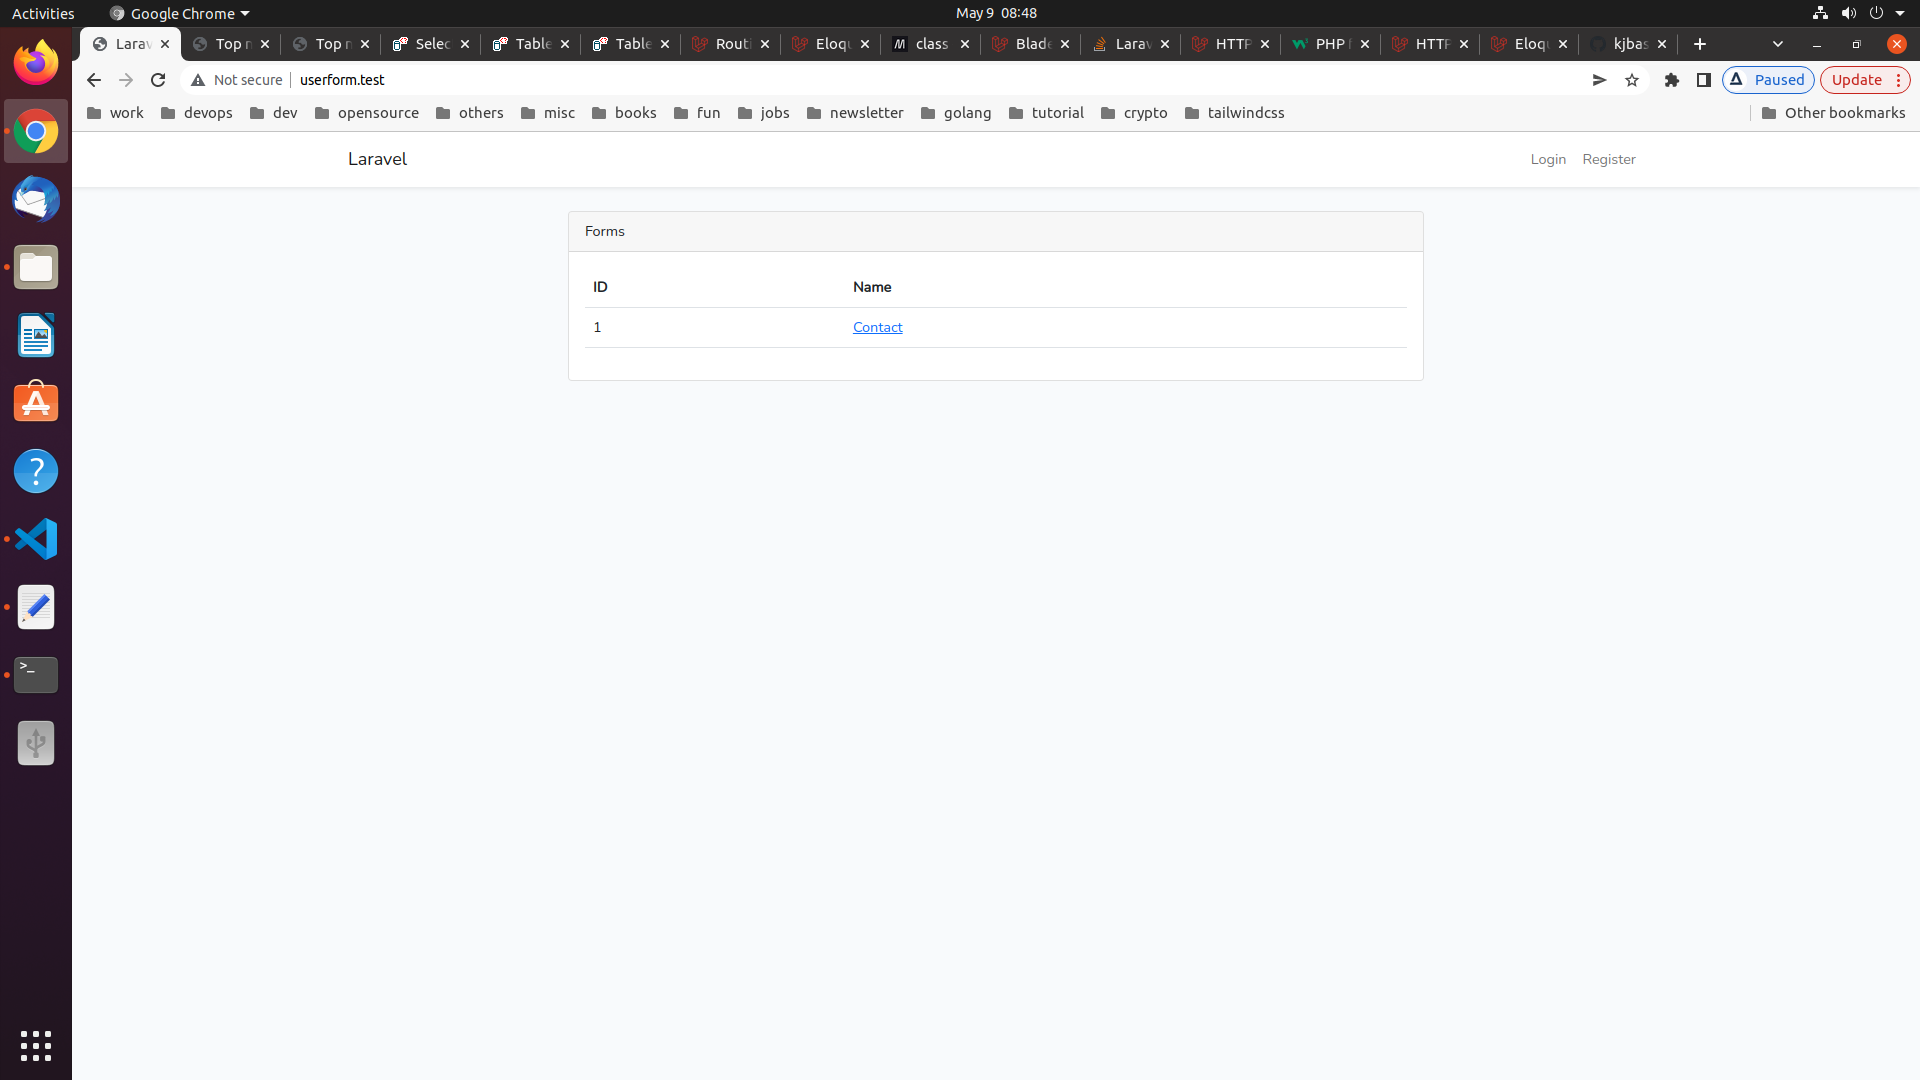 Activities Google Chrome May 9 08:48
Larav Top n Top n Selec Table Table Routi Eloqu class Blade Larav HTTP PHP HTTP Eloqu kjbas
Not secure userform.test Paused Update
work devops dev opensource others misc books fun jobs newsletter golang tutorial crypto tailwindcss Other bookmarks
Laravel Login Register
Forms
ID Name
1 Contact